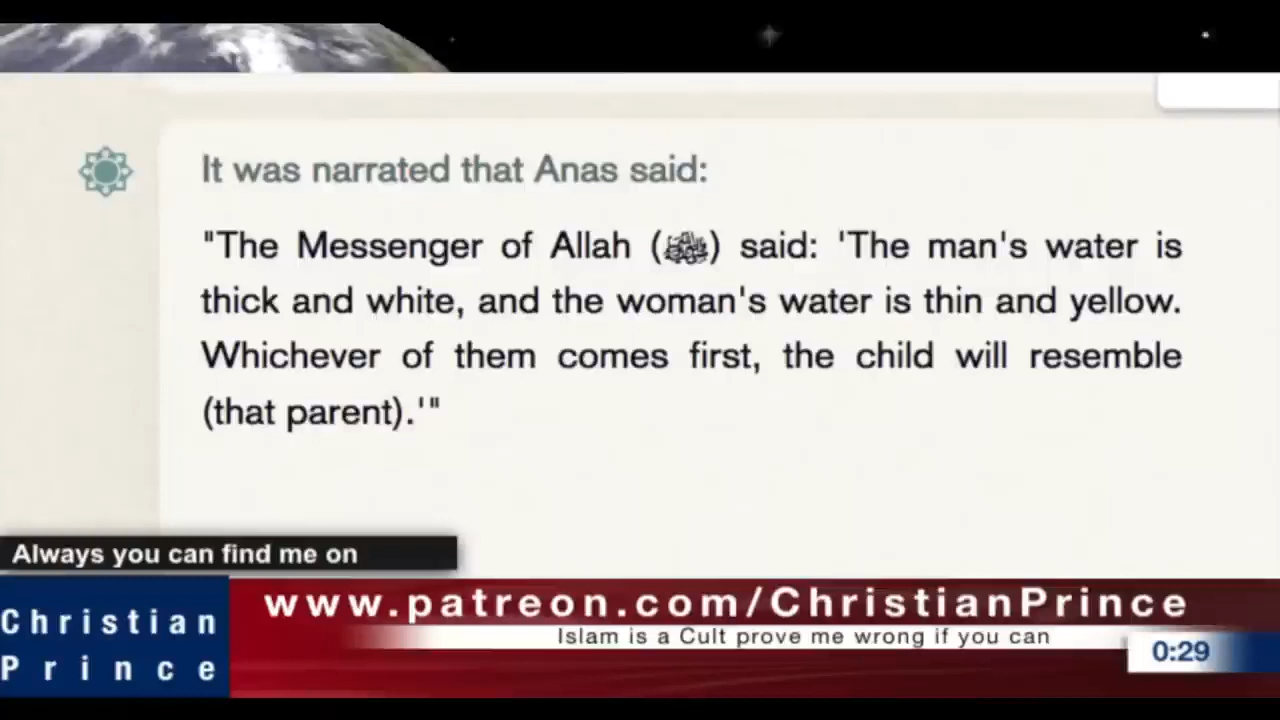 It was narrated that Anas said:
"The Messenger of Allah (ﷺ) said: 'The man's water is
thick and white, and the woman's water is thin and yellow.
Whichever of them comes first, the child will resemble
(that parent).'"
Always you can find me on
Christian
Prince
www.patreon.com/ChristianPrince
Islam is a Cult prove me wrong if you can
0:29